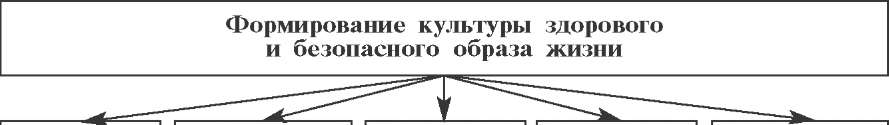 Формирование культуры здорового
и безопасного образа жизни